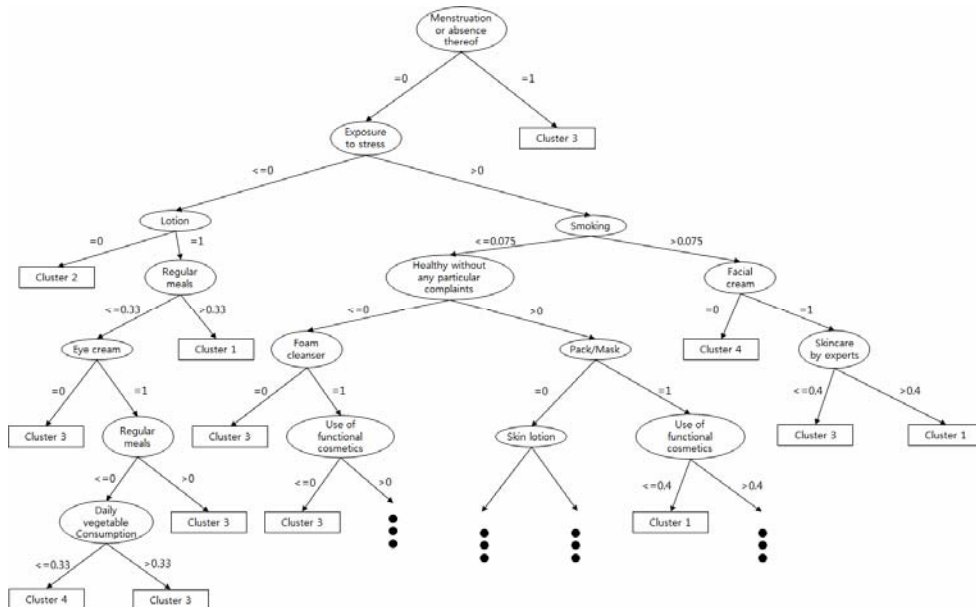 Menstruation
or absence
thereof
=0
=1
Exposure
to stress
Cluster 3
<=0
>0
Lotion
Smoking
=0
=1
<=0.075
>0.075
Cluster 2
Regular
meals
Healthy without
any particular
complaints
Facial
cream
<=0.33
>0.33
<=0
>0
=0
=1
Eye cream
Cluster 1
Foam
cleanser
Pack/Mask
Cluster 4
Skincare
by experts
=0
=1
=0
=1
=0
=1
<=0.4
>0.4
Cluster 3
Regular
meals
Cluster 3
Use of
functional
cosmetics
Skin lotion
Use of
functional
cosmetics
Cluster 3
Cluster 1
<=0
>0
<=0
>0
<=0.4
>0.4
Daily
vegetable
Consumption
Cluster 3
Cluster 3
Cluster 1
<=0.33
>0.33
Cluster 4
Cluster 3